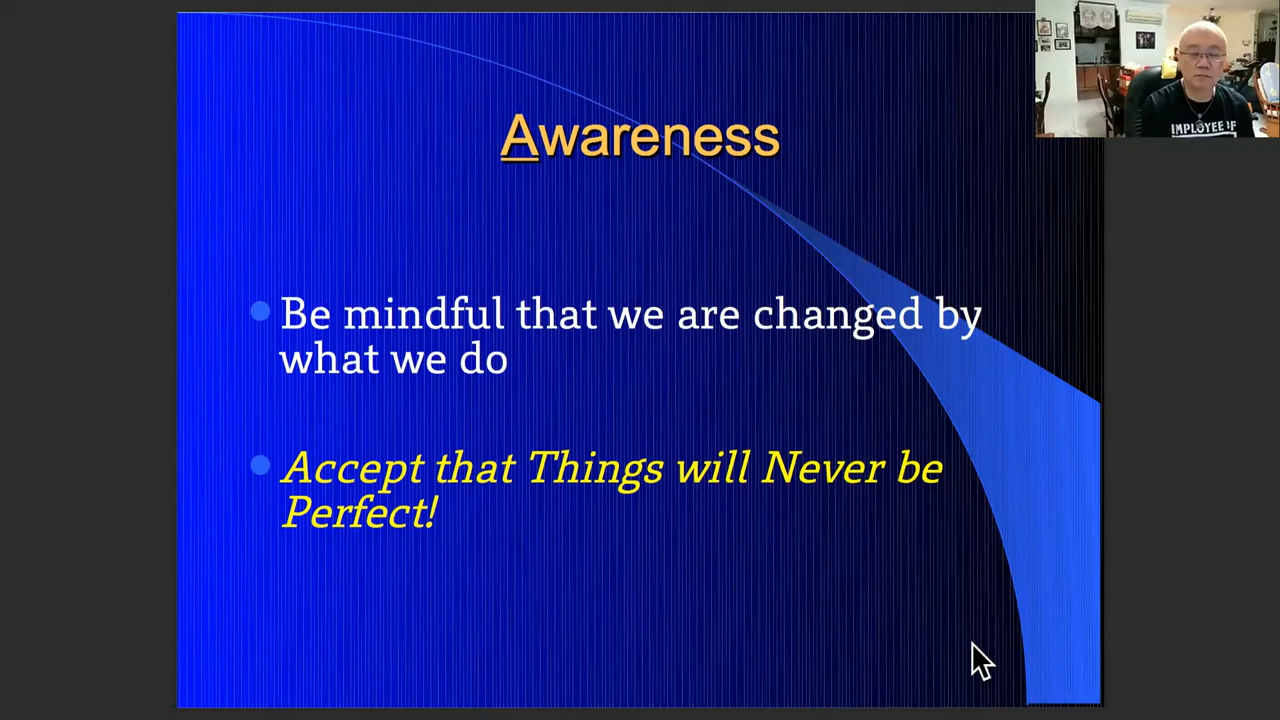 Awareness
Be mindful that we are changed by
what we do
Accept that Things will Never be
Perfect!
EMPLOYEE OF